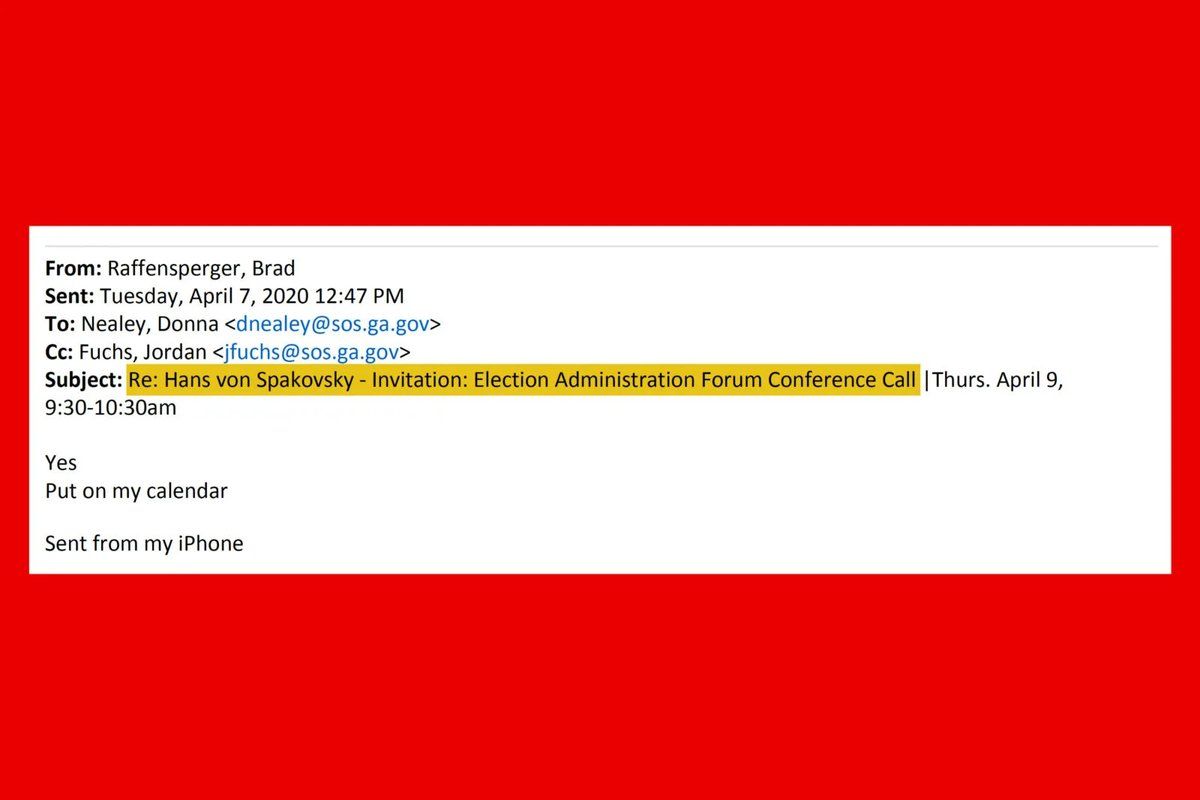 From: Raffensperger, Brad
Sent: Tuesday, April 7, 2020 12:47 PM
To: Nealey, Donna <dnealey@sos.ga.gov>
Cc: Fuchs, Jordan <jfuchs@sos.ga.gov>
Subject: Re: Hans von Spakovsky - Invitation: Election Administration Forum Conference Call |Thurs. April 9,
9:30-10:30am
Yes
Put on my calendar
Sent from my iPhone